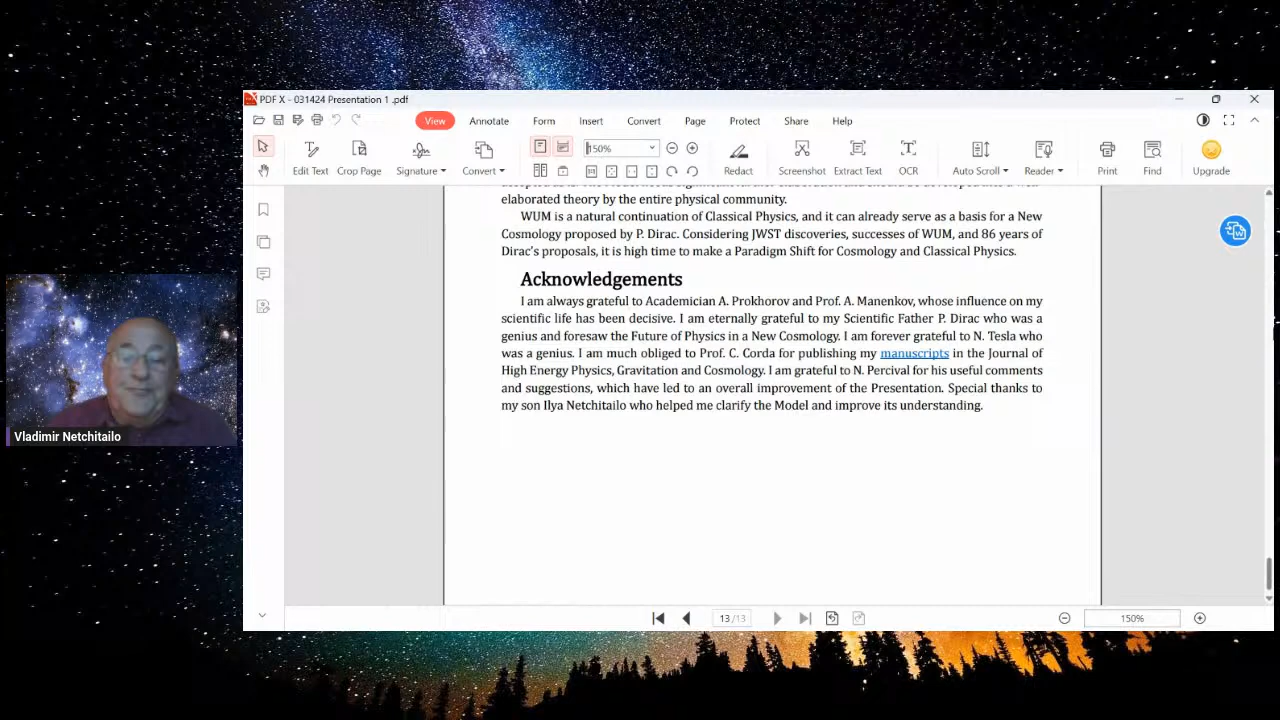 PDF X - 031424 Presentation 1 .pdf
View Annotate Form Insert Convert Page Protect Share Help
150%
Edit Text Crop Page Signature Convert Redact Screenshot Extract Text OCR Auto Scroll Reader Print Find Upgrade
elaborated theory by the entire physical community.
WUM is a natural continuation of Classical Physics, and it can already serve as a basis for a New
Cosmology proposed by P. Dirac. Considering JWST discoveries, successes of WUM, and 86 years of
Dirac's proposals, it is high time to make a Paradigm Shift for Cosmology and Classical Physics.
Acknowledgements
I am always grateful to Academician A. Prokhorov and Prof. A. Manenkov, whose influence on my
scientific life has been decisive. I am eternally grateful to my Scientific Father P. Dirac who was a
genius and foresaw the Future of Physics in a New Cosmology. I am forever grateful to N. Tesla who
was a genius. I am much obliged to Prof. C. Corda for publishing my manuscripts in the Journal of
High Energy Physics, Gravitation and Cosmology. I am grateful to N. Percival for his useful comments
and suggestions, which have led to an overall improvement of the Presentation. Special thanks to
my son Ilya Netchitailo who helped me clarify the Model and improve its understanding.
Vladimir Netchitailo
13 /13
150%